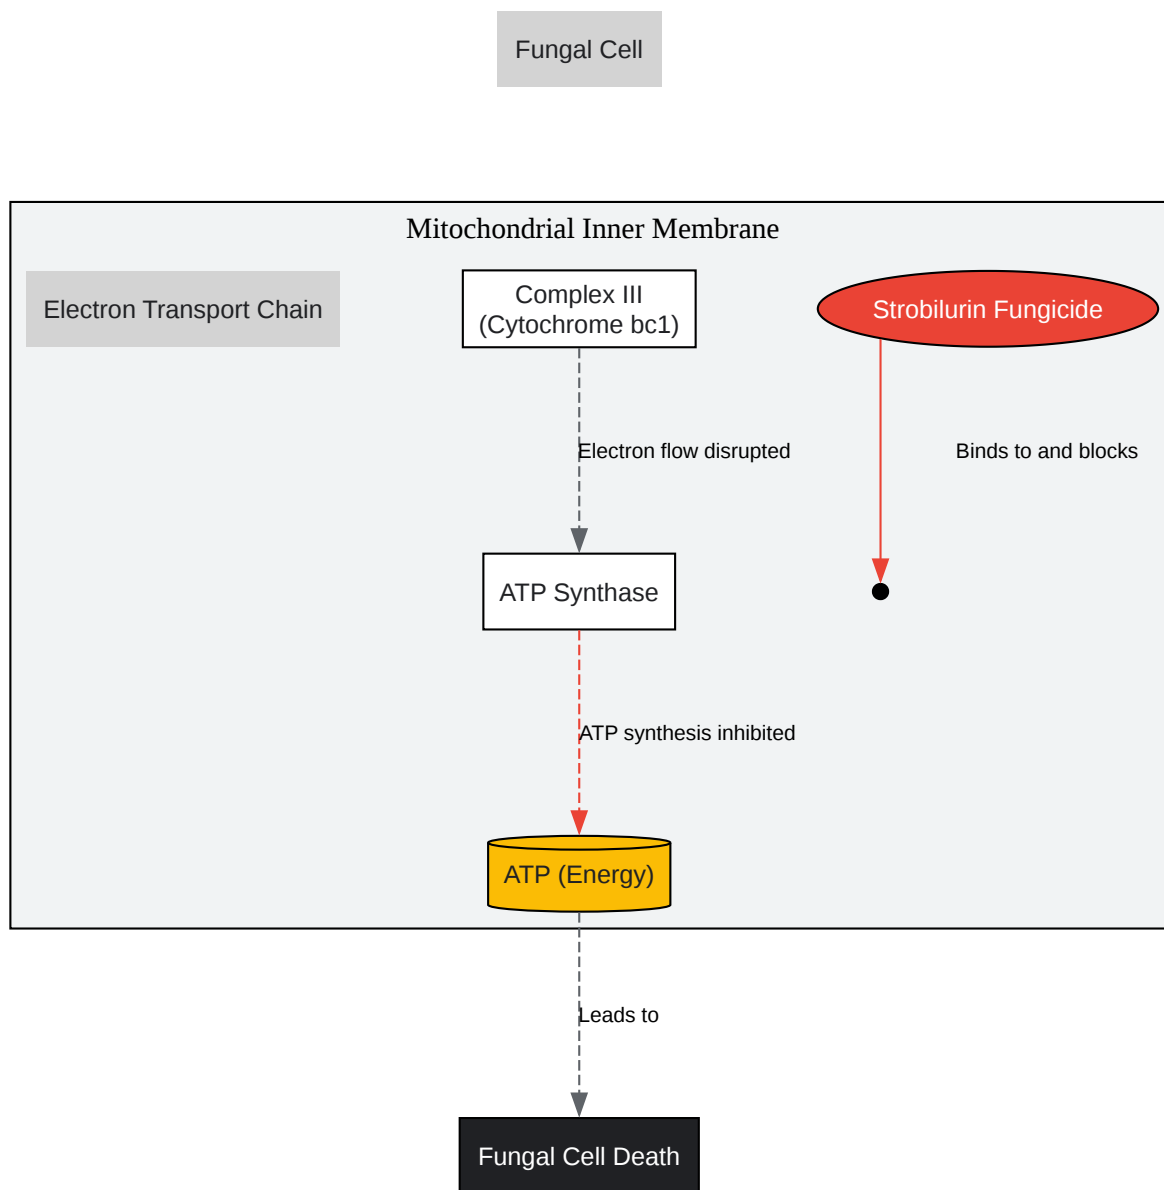 Fungal Cell
Mitochondrial Inner Membrane
Electron Transport Chain
Complex III
(Cytochrome bc1)
Strobilurin Fungicide
Electron flow disrupted
Binds to and blocks
ATP Synthase
ATP synthesis inhibited
ATP (Energy)
Leads to
Fungal Cell Death